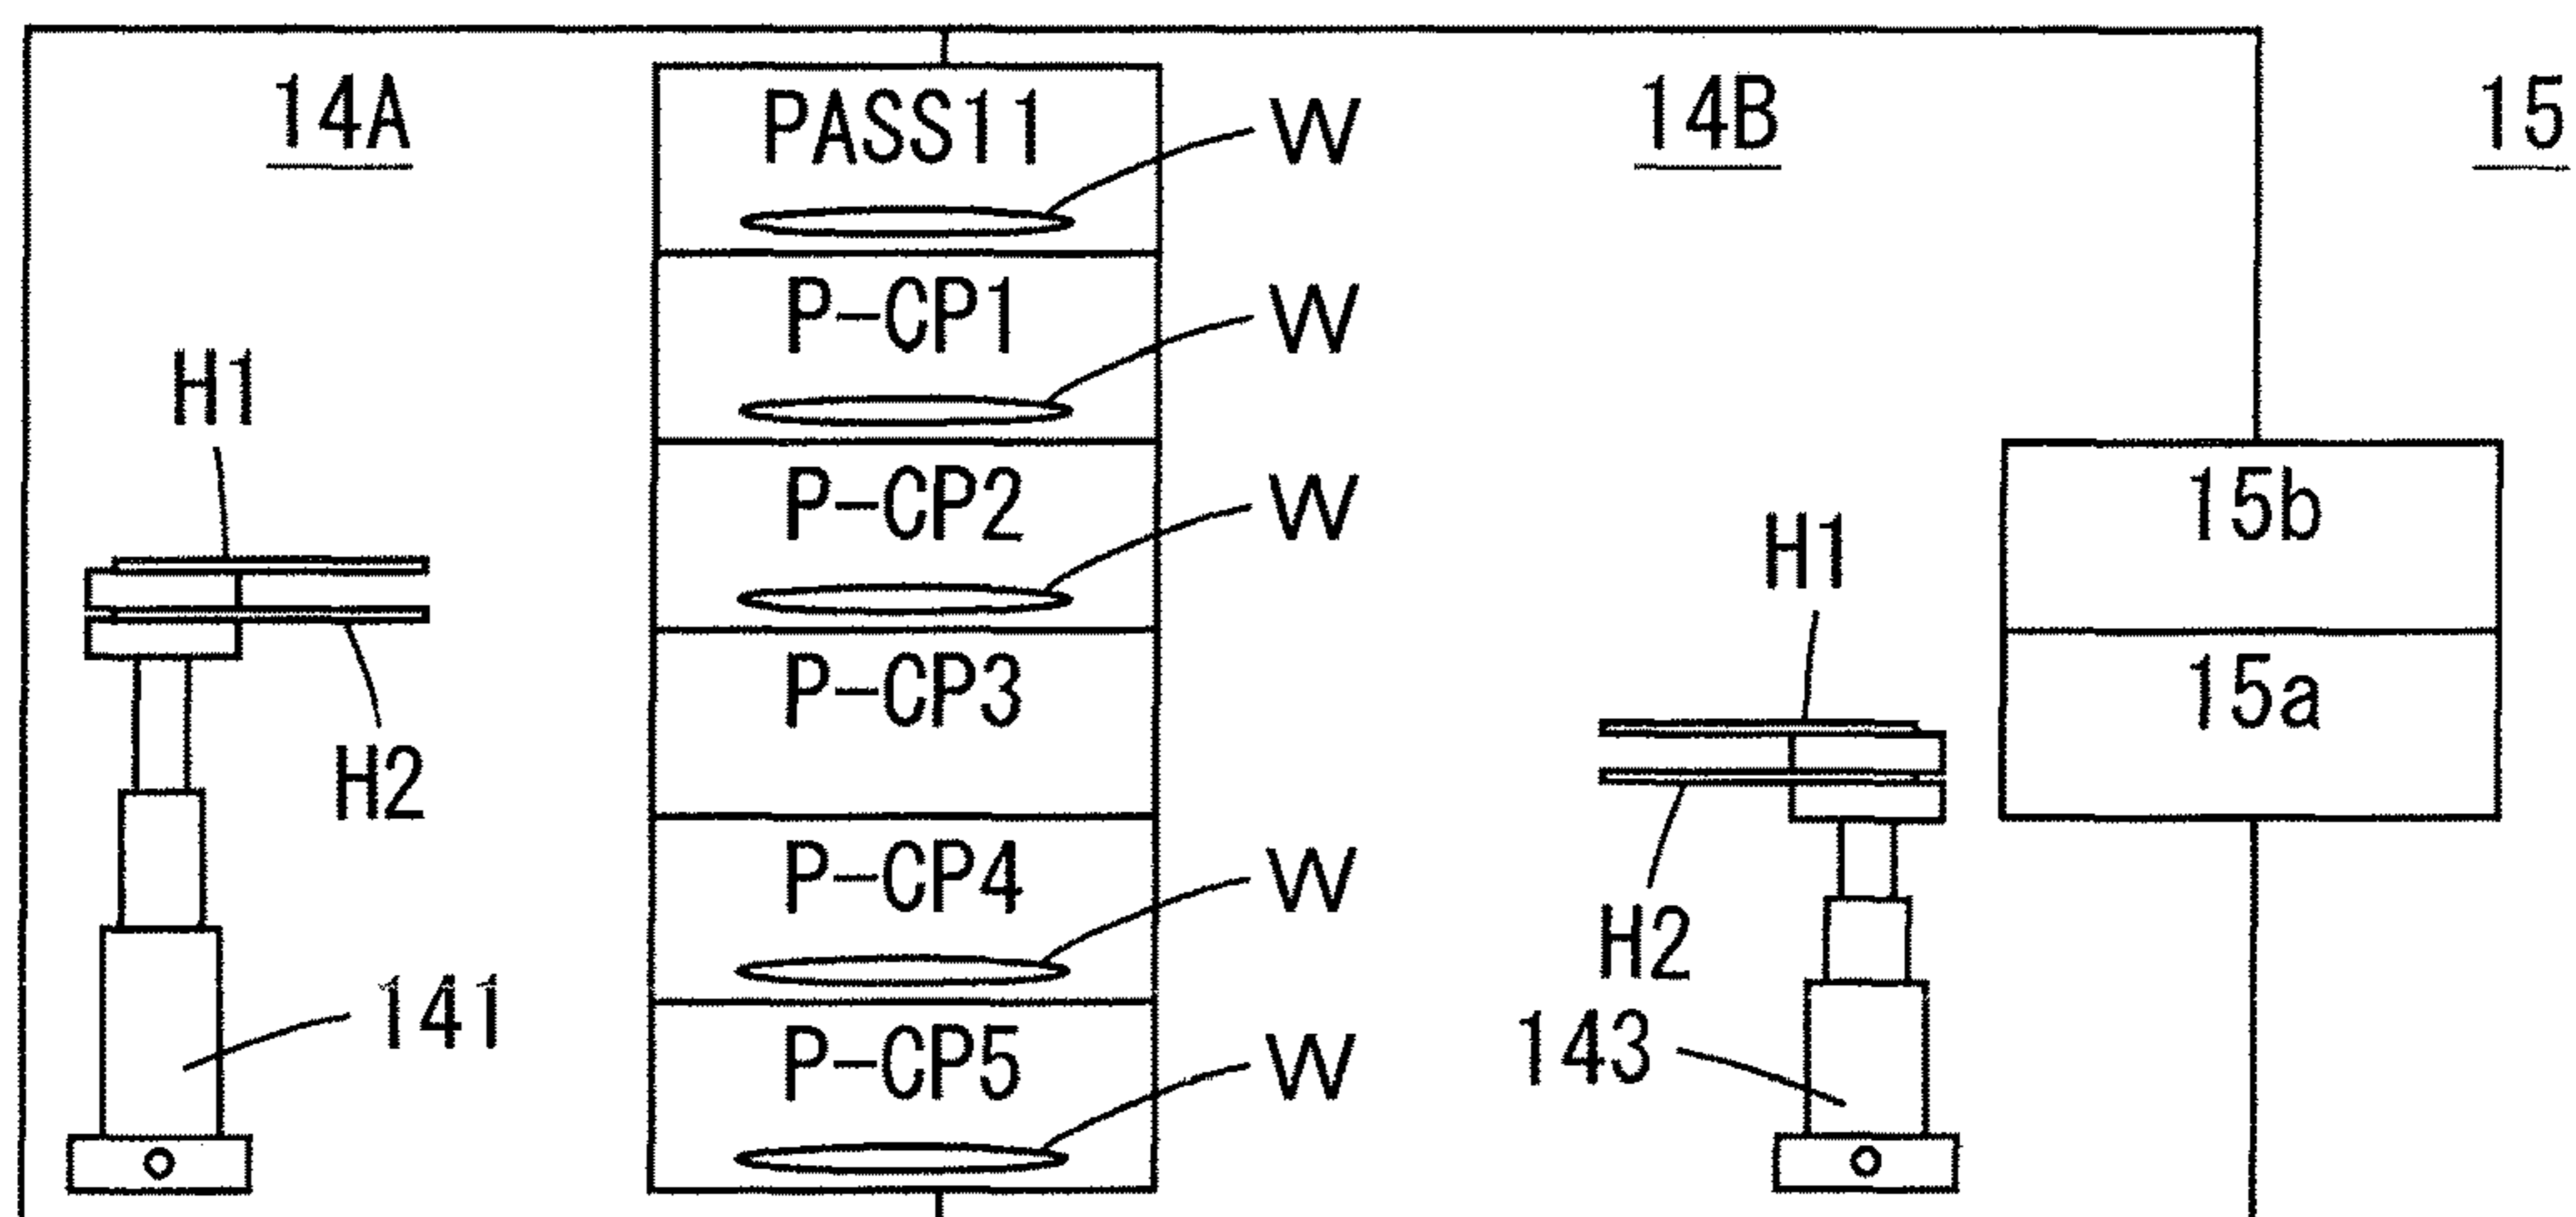 14A
PASS11
W
14B
15
P-CP1
W
H1
P-CP2
W
15b
H1
P-CP3
15a
H2
P-CP4
W
H2
141
P-CP5
W
143